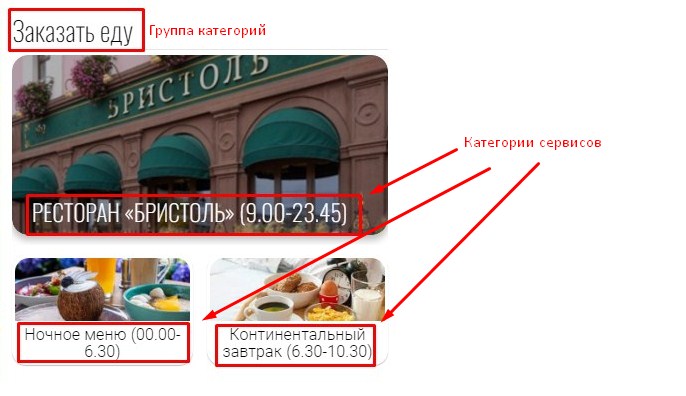 Заказать еду
Группа категорий
БРИСТОЛЬ
Категории сервисов
РЕСТОРАН «БРИСТОЛЬ» (9.00-23.45)
Ночное меню (00.00-
6.30)
Континентальный
завтрак (6.30-10.30)